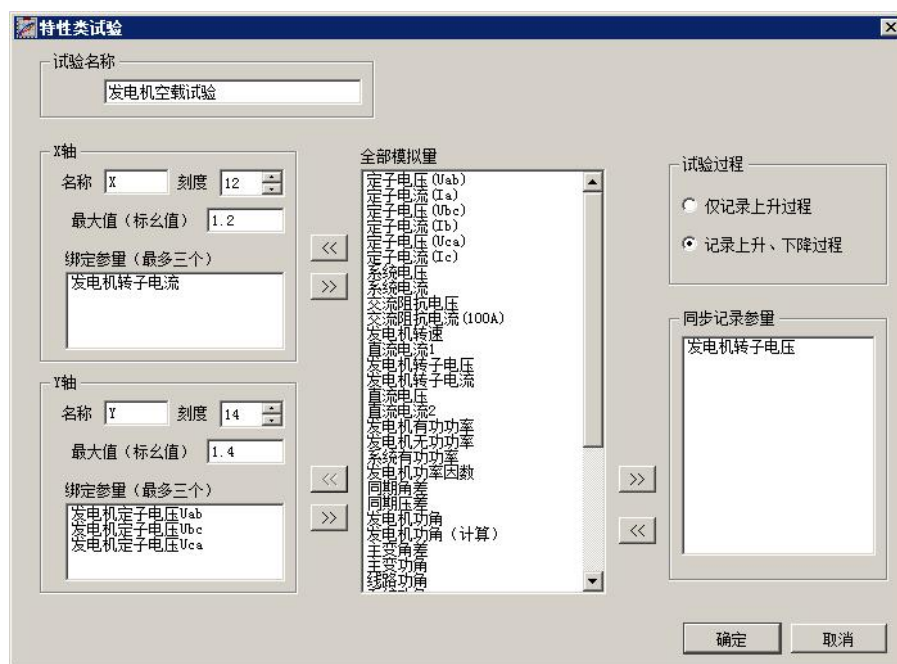 特性类试验
试验名称
发电机空载试验
X轴
名称 X 刻度 12
最大值（标幺值） 1.2
绑定参量（最多三个）
发电机转子电流
Y轴
名称 Y 刻度 14
最大值（标幺值） 1.4
绑定参量（最多三个）
发电机定子电压Uab
发电机定子电压Ubc
发电机定子电压Uca
<<
>>
<<
>>
全部模拟量
定子电压(Uab)
定子电流(Ia)
定子电压(Ubc)
定子电流(Ib)
定子电压(Uca)
定子电流(Ic)
系统电压
系统电流
交流阻抗电压
交流阻抗电流(100A)
发电机转速
直流电流1
发电机转子电压
发电机转子电流
直流电压
直流电流2
发电机有功功率
发电机无功功率
系统有功功率
发电机功率因数
同期角差
同期压差
发电机功角
发电机功角（计算）
主变角差
主变功角
线路功角
>>
<<
试验过程
仅记录上升过程
记录上升、下降过程
同步记录参量
发电机转子电压
确定
取消